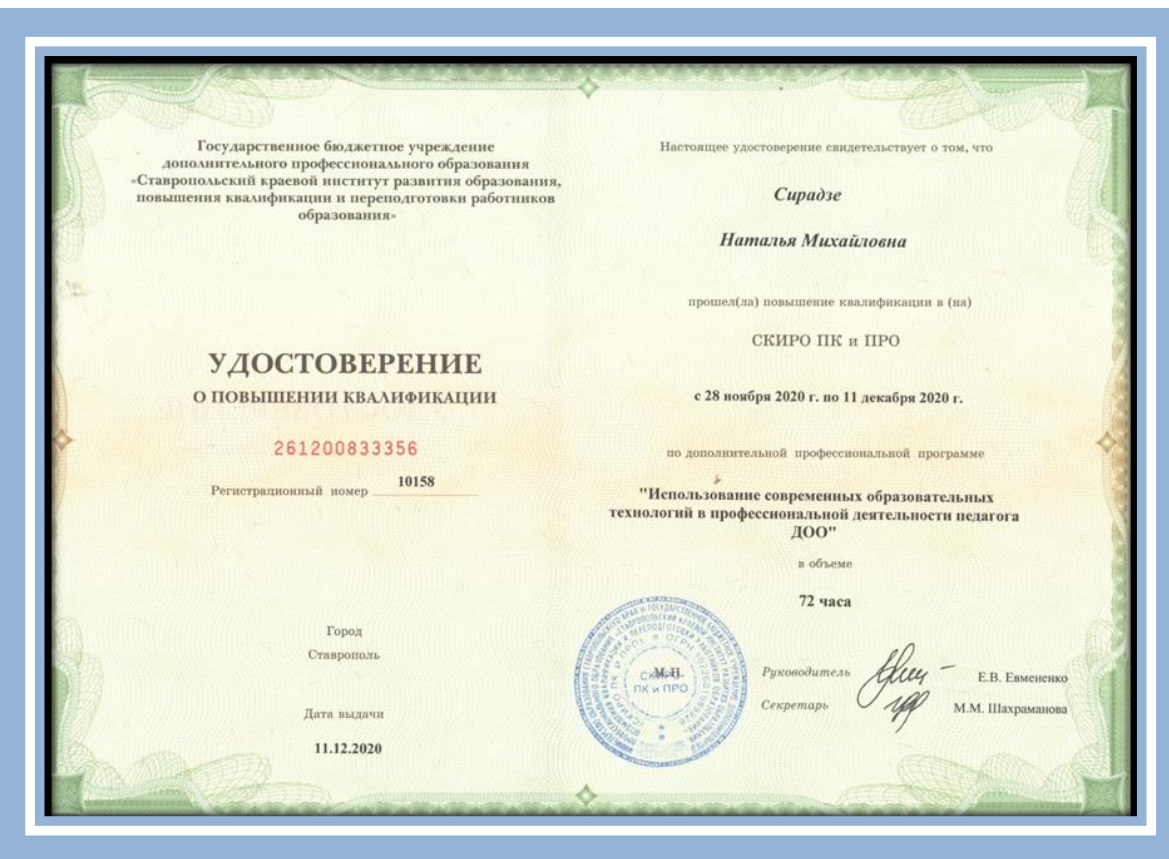 Государственное бюджетное учреждение
дополнительного профессионального образования
«Ставропольский краевой институт развития образования,
повышения квалификации и переподготовки работников
образования»
УДОСТОВЕРЕНИЕ
О ПОВЫШЕНИИ КВАЛИФИКАЦИИ
261200833356
Регистрационный номер 10158
Город
Ставрополь
Дата выдачи
11.12.2020
Настоящее удостоверение свидетельствует о том, что
Сирадзе
Наталья Михайловна
прошел(ла) повышение квалификации в (на)
СКИРО ПК и ПРО
с 28 ноября 2020 г. по 11 декабря 2020 г.
по дополнительной профессиональной программе
"Использование современных образовательных
технологий в профессиональной деятельности педагога
ДОО"
в объеме
72 часа
М.П.
СКИРО
ПК и ПРО
Руководитель Е.В. Евмененко
Секретарь М.М. Шахраманова